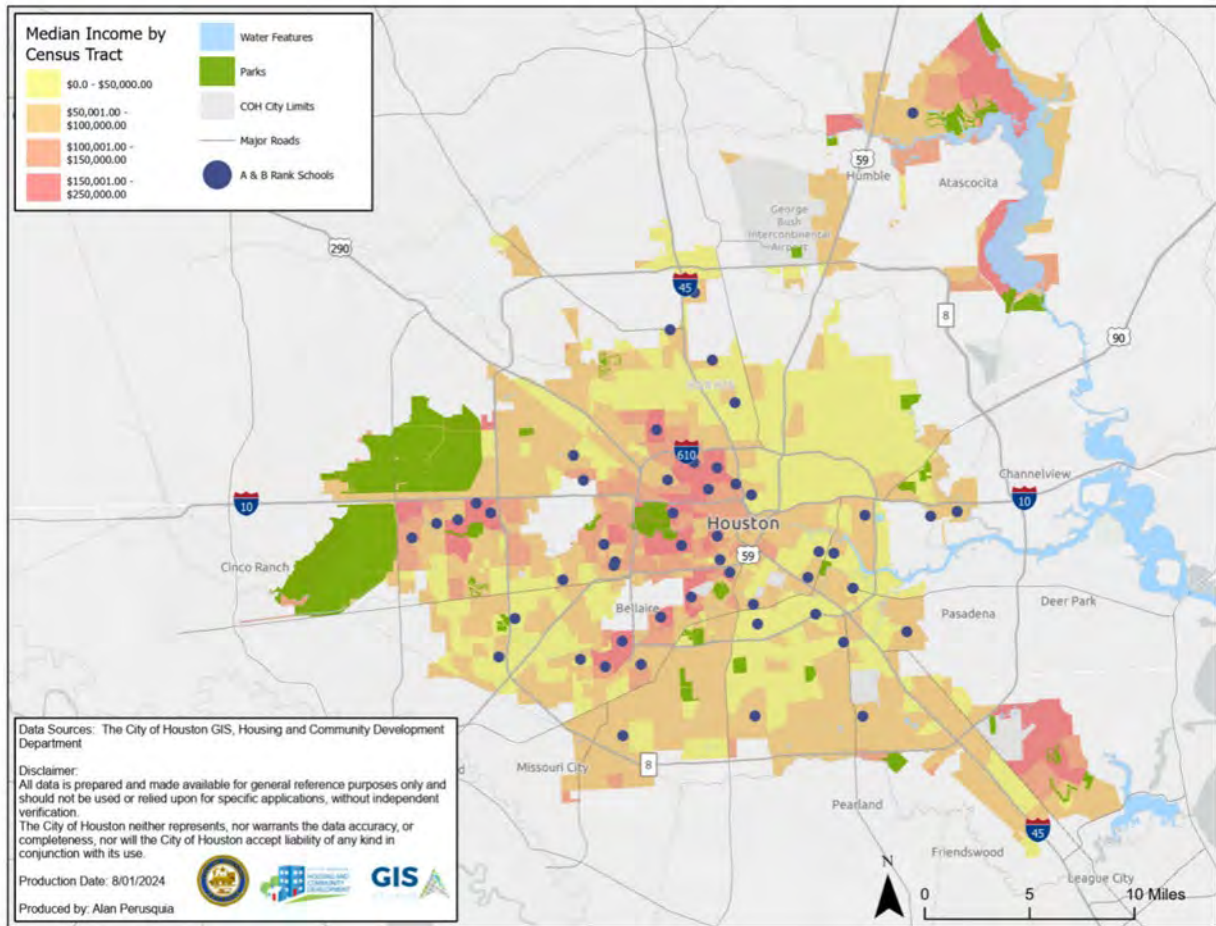 Median Income by
Census Tract
$0.0 - $50,000.00
$50,001.00 -
$100,000.00
$100,001.00 -
$150,000.00
$150,001.00 -
$250,000.00
Water Features
Parks
COH City Limits
Major Roads
A & B Rank Schools
59
Humble
Atascocita
George
Bush
Intercontinental
Airport
290
45
8
90
610
Channelview
10
10
Houston
59
Cinco Ranch
Bellaire
Pasadena
Deer Park
Missouri City
8
Pearland
45
Friendswood
League City
N
0 5 10 Miles
Data Sources: The City of Houston GIS, Housing and Community Development
Department
Disclaimer:
All data is prepared and made available for general reference purposes only and
should not be used or relied upon for specific applications, without independent
verification.
The City of Houston neither represents, nor warrants the data accuracy, or
completeness, nor will the City of Houston accept liability of any kind in
conjunction with its use.
Production Date: 8/01/2024
HOUSING AND
COMMUNITY
DEVELOPMENT
GIS
Produced by: Alan Perusquia